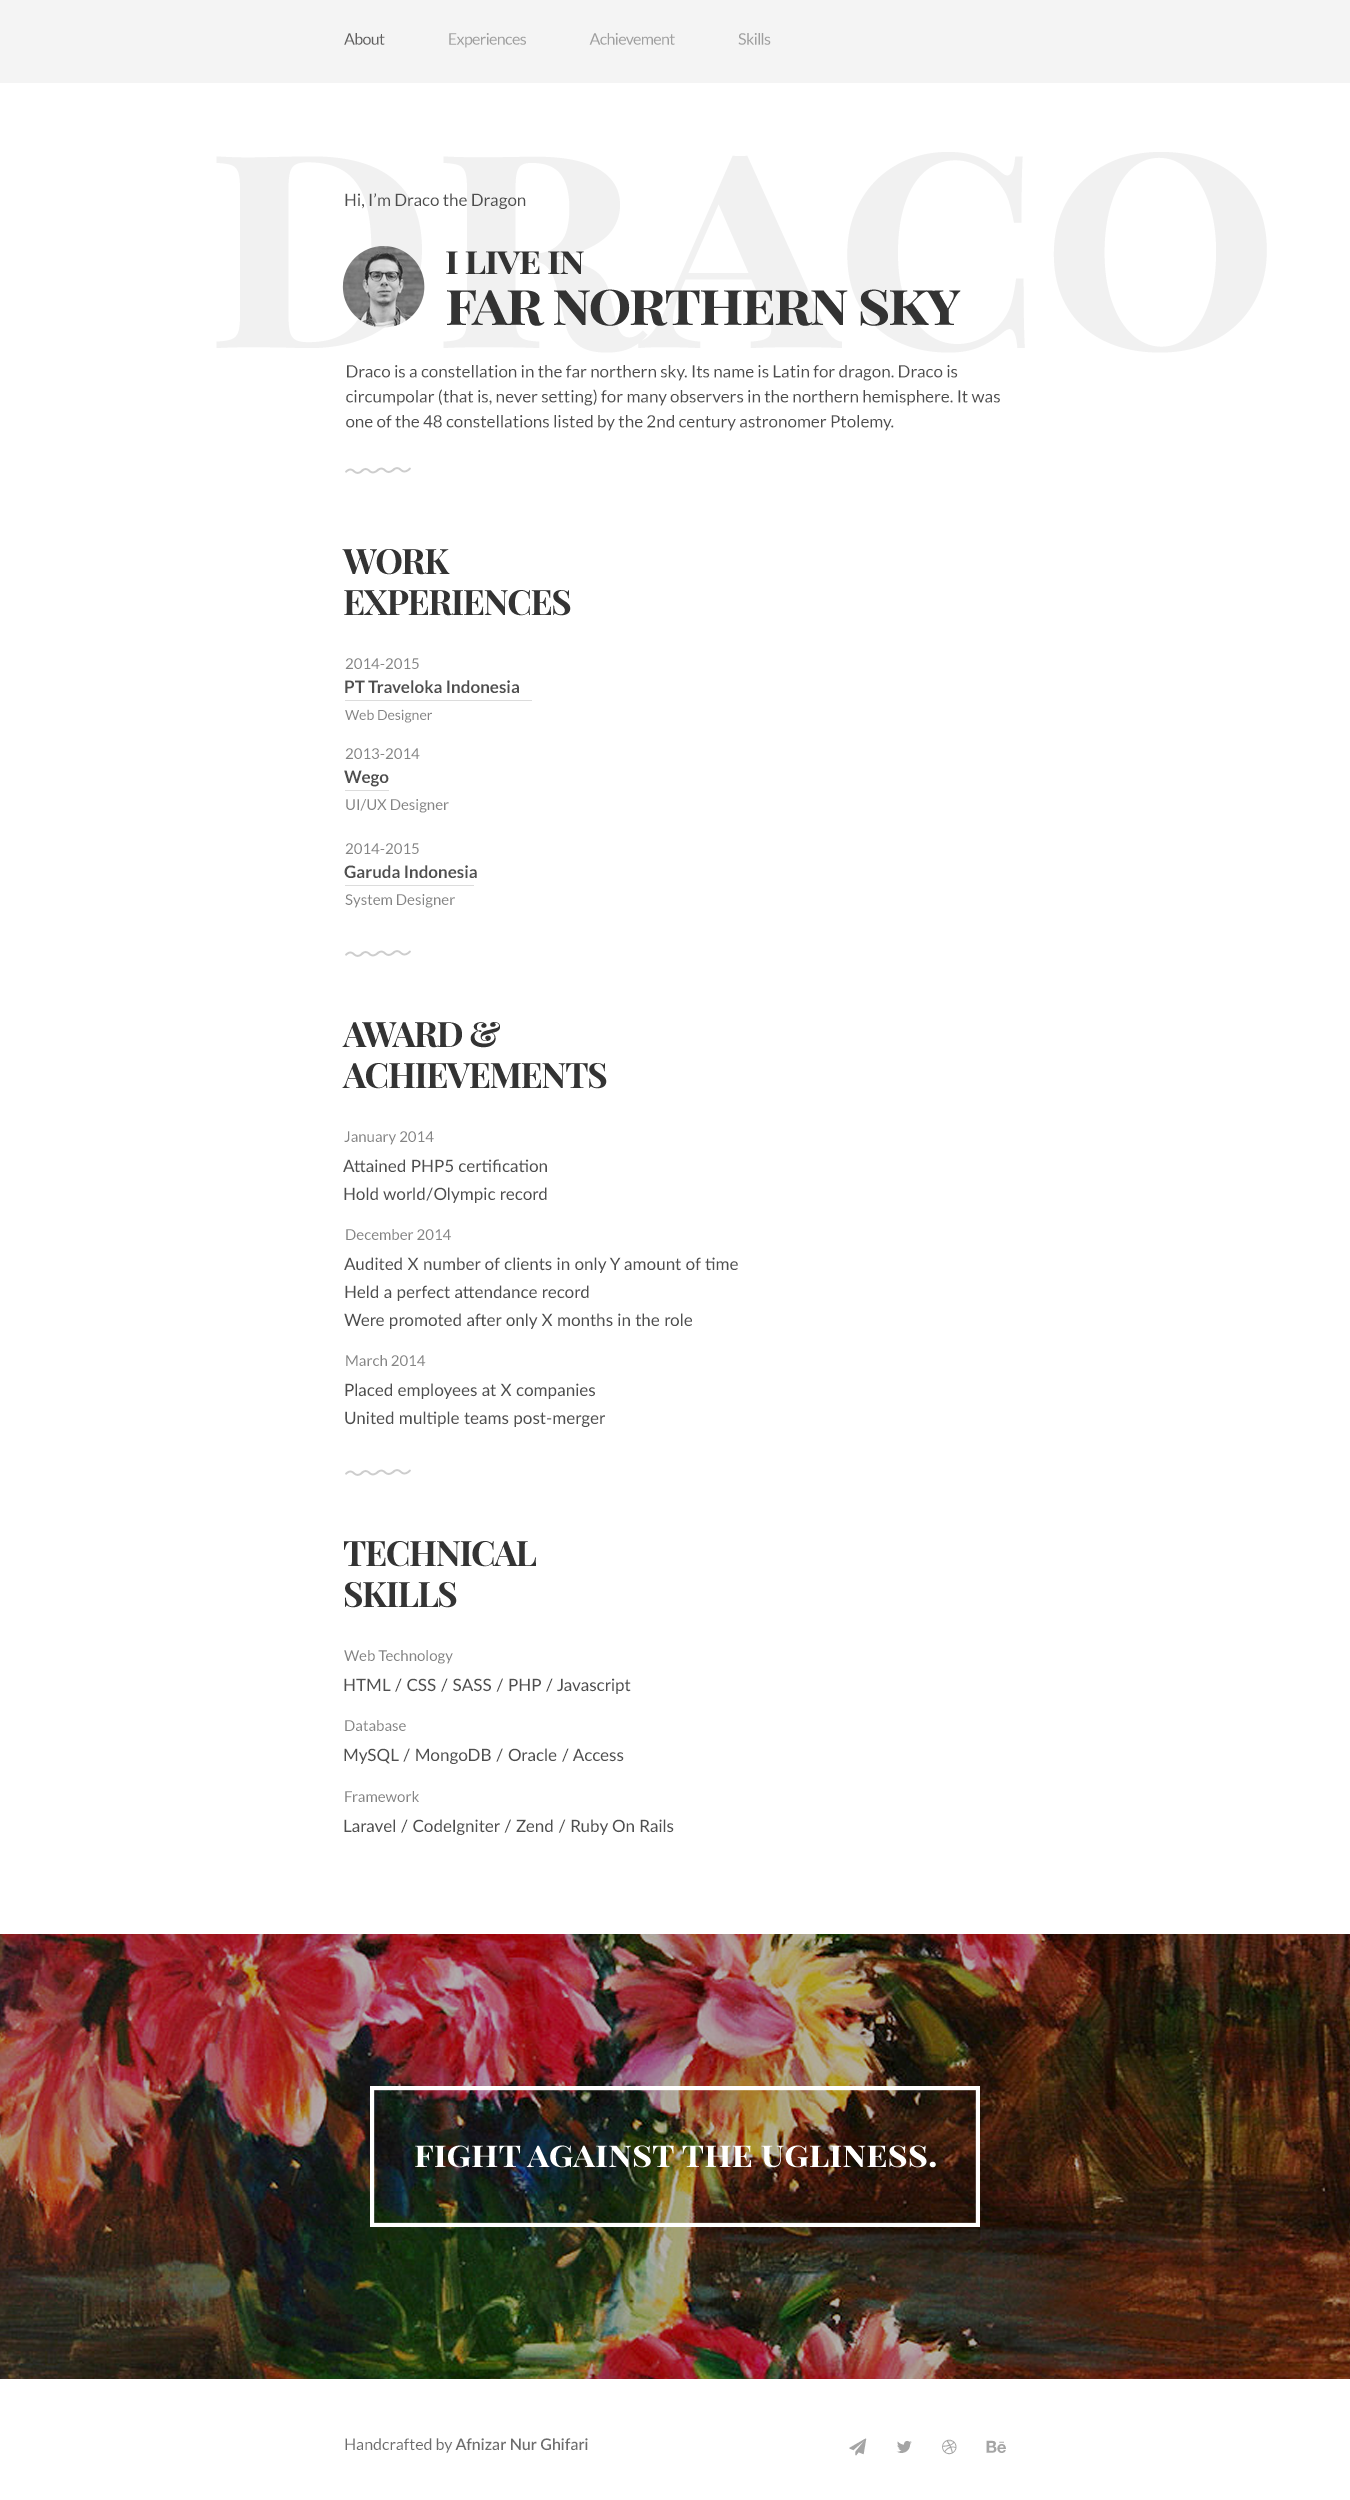 About Experiences Achievement Skills
DRACO
Hi, I’m Draco the Dragon
I LIVE IN
FAR NORTHERN SKY
Draco is a constellation in the far northern sky. Its name is Latin for dragon. Draco is
circumpolar (that is, never setting) for many observers in the northern hemisphere. It was
one of the 48 constellations listed by the 2nd century astronomer Ptolemy.
WORK
EXPERIENCES
2014-2015
PT Traveloka Indonesia
Web Designer
2013-2014
Wego
UI/UX Designer
2014-2015
Garuda Indonesia
System Designer
AWARD &
ACHIEVEMENTS
January 2014
Attained PHP5 certification
Hold world/Olympic record
December 2014
Audited X number of clients in only Y amount of time
Held a perfect attendance record
Were promoted after only X months in the role
March 2014
Placed employees at X companies
United multiple teams post-merger
TECHNICAL
SKILLS
Web Technology
HTML / CSS / SASS / PHP / Javascript
Database
MySQL / MongoDB / Oracle / Access
Framework
Laravel / CodeIgniter / Zend / Ruby On Rails
FIGHT AGAINST THE UGLINESS.
Handcrafted by Afnizar Nur Ghifari Bē